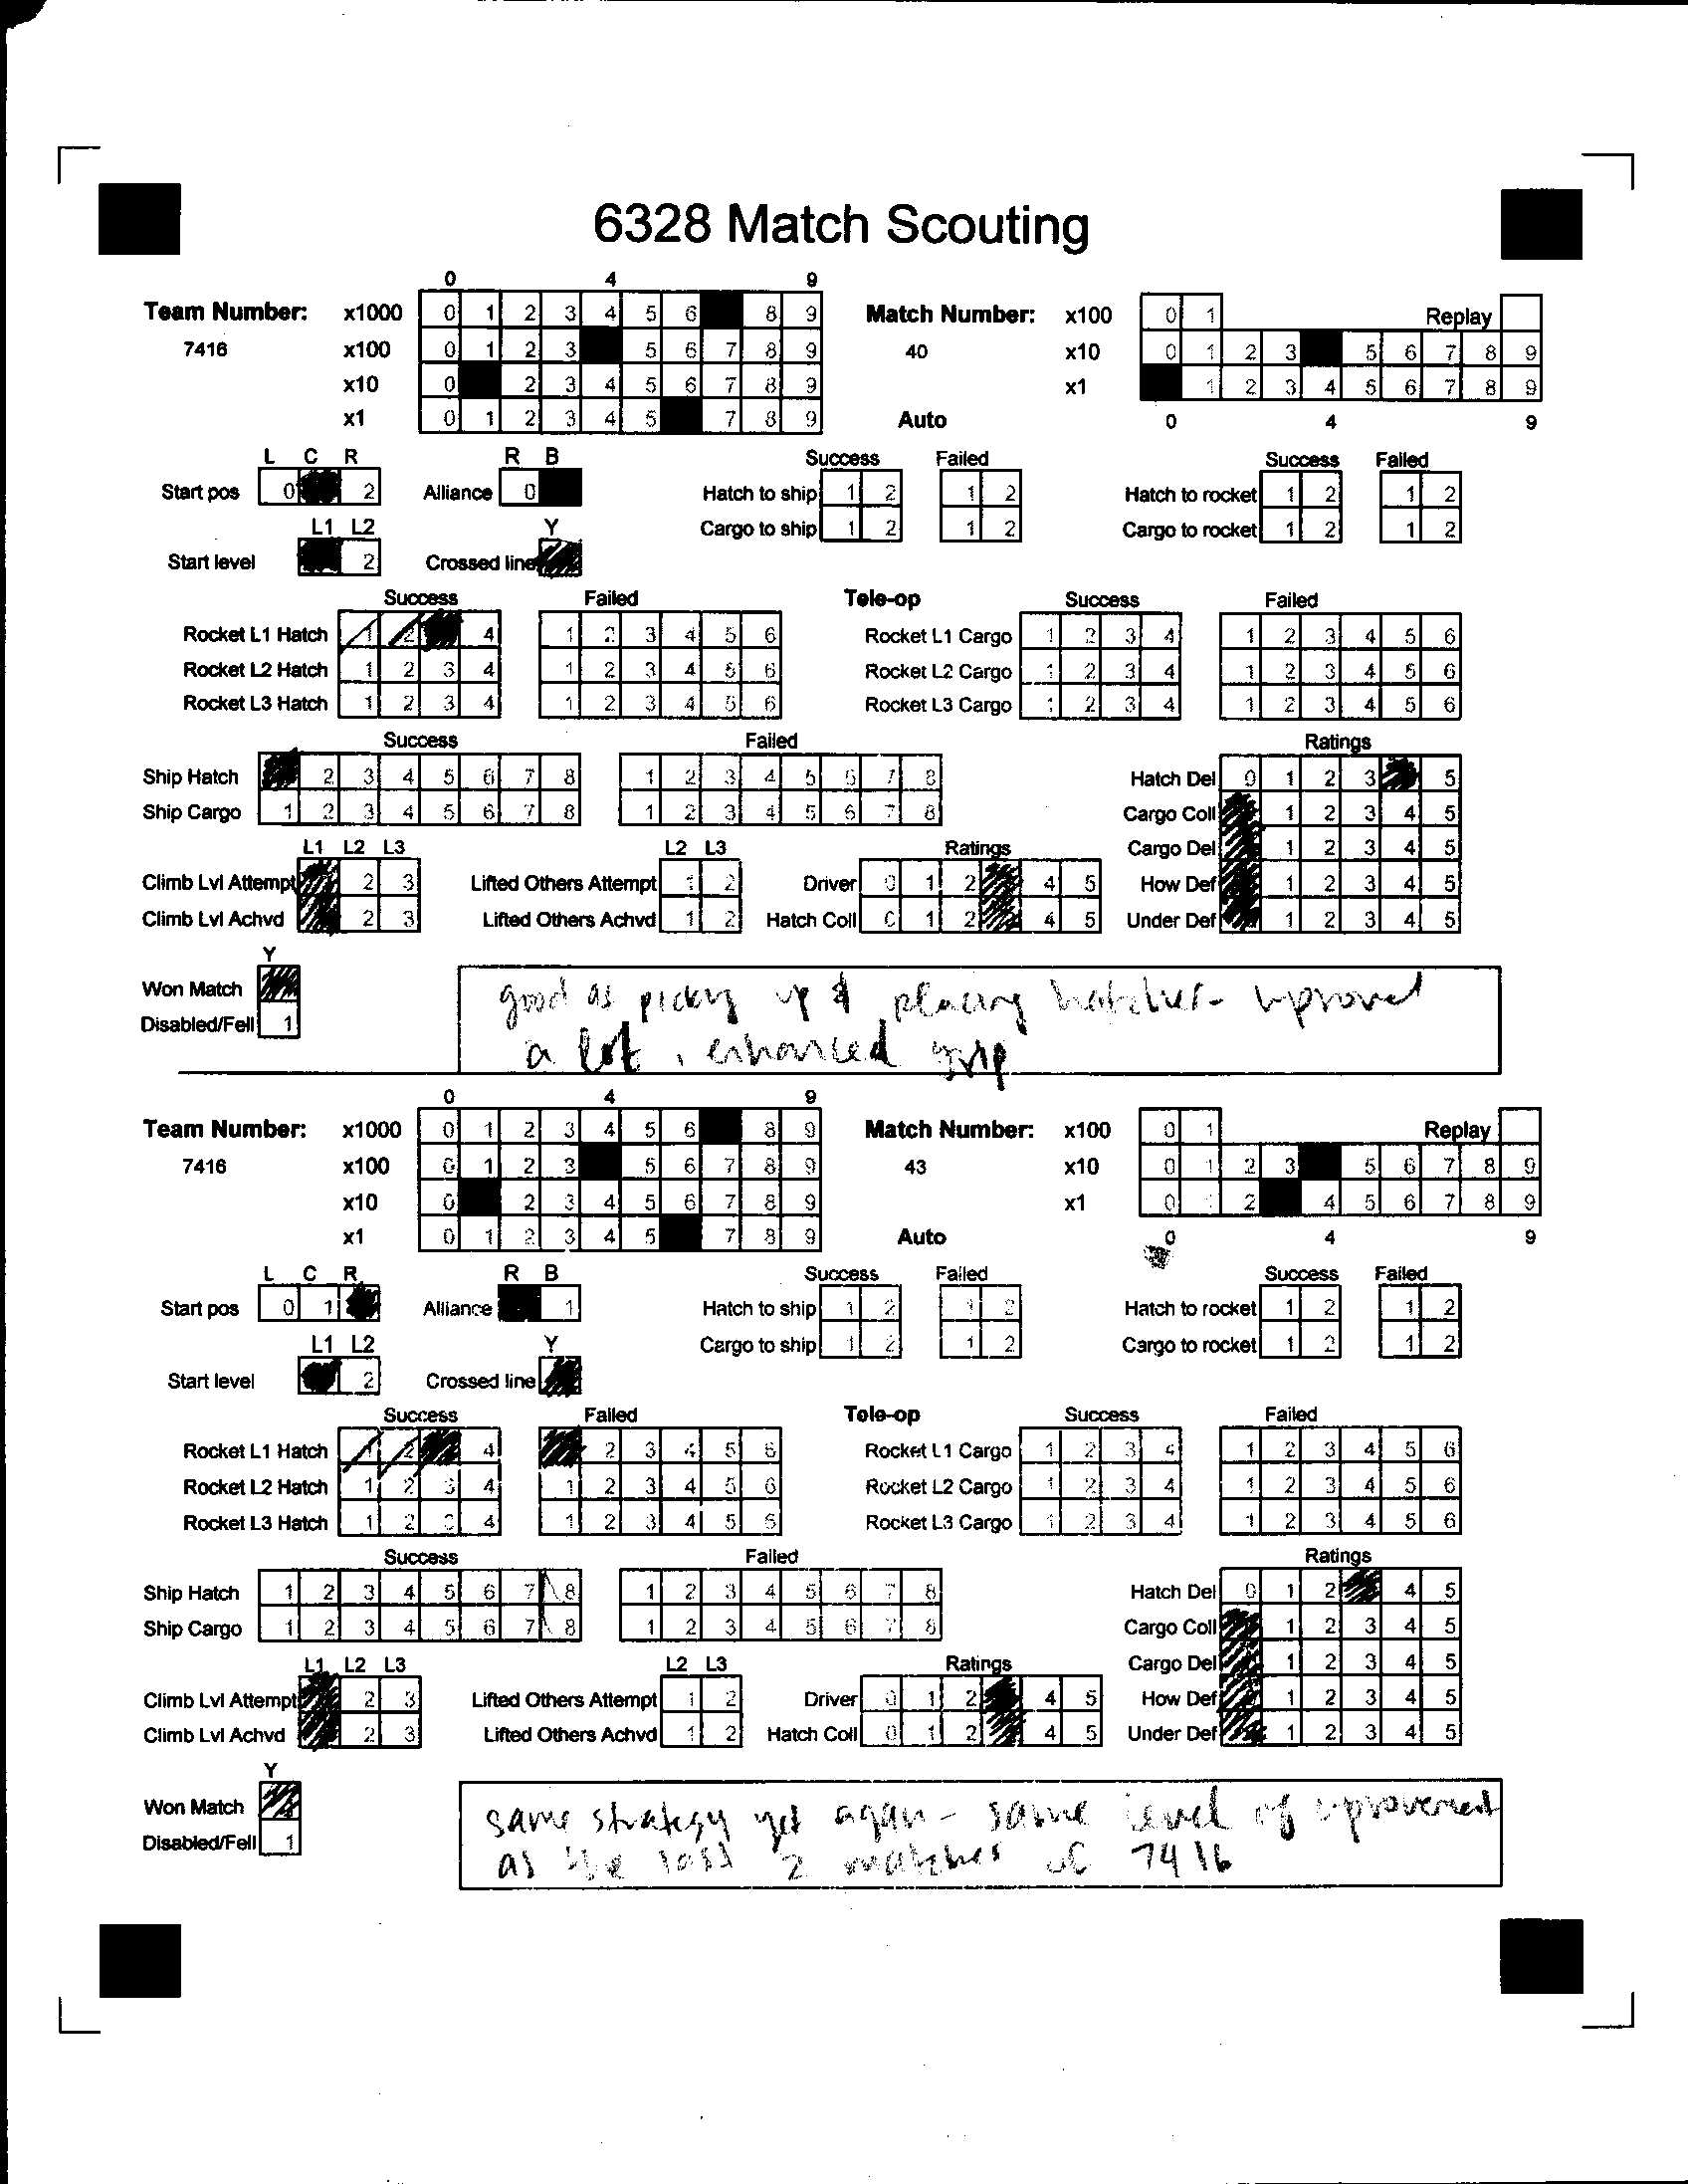 6328 Match Scouting
0 4 9
Team Number: x1000 0 1 2 3 4 5 6 8 9 Match Number: x100 0 1 Replay
7416 x100 0 1 2 3 5 6 7 8 9 40 x10 0 1 2 3 5 6 7 8 9
x10 0 2 3 4 5 6 7 8 9 x1 1 2 3 4 5 6 7 8 9
x1 0 1 2 3 4 5 7 8 9 Auto 0 4 9
L C R R B Success Failed Success Failed
Start pos 0 2 Alliance 0 Hatch to ship 1 2 1 2 Hatch to rocket 1 2 1 2
L1 L2 Y Cargo to ship 1 2 1 2 Cargo to rocket 1 2 1 2
Start level 2 Crossed line
Success Failed Tele-op Success Failed
Rocket L1 Hatch 1 2 4 1 2 3 4 5 6 Rocket L1 Cargo 1 2 3 4 1 2 3 4 5 6
Rocket L2 Hatch 1 2 3 4 1 2 3 4 5 6 Rocket L2 Cargo 1 2 3 4 1 2 3 4 5 6
Rocket L3 Hatch 1 2 3 4 1 2 3 4 5 6 Rocket L3 Cargo 1 2 3 4 1 2 3 4 5 6
Success Failed Ratings
Ship Hatch 2 3 4 5 6 7 8 1 2 3 4 5 6 7 8 Hatch Del 0 1 2 3 5
Ship Cargo 1 2 3 4 5 6 7 8 1 2 3 4 5 6 7 8 Cargo Coll 1 2 3 4 5
L1 L2 L3 L2 L3 Ratings Cargo Del 1 2 3 4 5
Climb Lvl Attempt 2 3 Lifted Others Attempt 1 2 Driver 0 1 2 4 5 How Def 1 2 3 4 5
Climb Lvl Achvd 2 3 Lifted Others Achvd 1 2 Hatch Coll 0 1 2 4 5 Under Def 1 2 3 4 5
Y
Won Match
Disabled/Fell 1
good as picking up & placing hatches - improved
a lot, enhanced grip
0 4 9
Team Number: x1000 0 1 2 3 4 5 6 8 9 Match Number: x100 0 1 Replay
7416 x100 0 1 2 3 5 6 7 8 9 43 x10 0 1 2 3 5 6 7 8 9
x10 0 2 3 4 5 6 7 8 9 x1 0 1 2 4 5 6 7 8 9
x1 0 1 2 3 4 5 7 8 9 Auto 0 4 9
L C R R B Success Failed Success Failed
Start pos 0 1 Alliance 1 Hatch to ship 1 2 1 2 Hatch to rocket 1 2 1 2
L1 L2 Y Cargo to ship 1 2 1 2 Cargo to rocket 1 2 1 2
Start level 2 Crossed line
Success Failed Tele-op Success Failed
Rocket L1 Hatch 1 2 4 2 3 4 5 6 Rocket L1 Cargo 1 2 3 4 1 2 3 4 5 6
Rocket L2 Hatch 1 2 3 4 1 2 3 4 5 6 Rocket L2 Cargo 1 2 3 4 1 2 3 4 5 6
Rocket L3 Hatch 1 2 3 4 1 2 3 4 5 6 Rocket L3 Cargo 1 2 3 4 1 2 3 4 5 6
Success Failed Ratings
Ship Hatch 1 2 3 4 5 6 7 8 1 2 3 4 5 6 7 8 Hatch Del 0 1 2 4 5
Ship Cargo 1 2 3 4 5 6 7 8 1 2 3 4 5 6 7 8 Cargo Coll 1 2 3 4 5
L1 L2 L3 L2 L3 Ratings Cargo Del 1 2 3 4 5
Climb Lvl Attempt 2 3 Lifted Others Attempt 1 2 Driver 0 1 2 4 5 How Def 1 2 3 4 5
Climb Lvl Achvd 2 3 Lifted Others Achvd 1 2 Hatch Coll 0 1 2 4 5 Under Def 1 2 3 4 5
Y
Won Match
Disabled/Fell 1
same strategy yet again - same level of improvement
as the last 2 matches of 7416